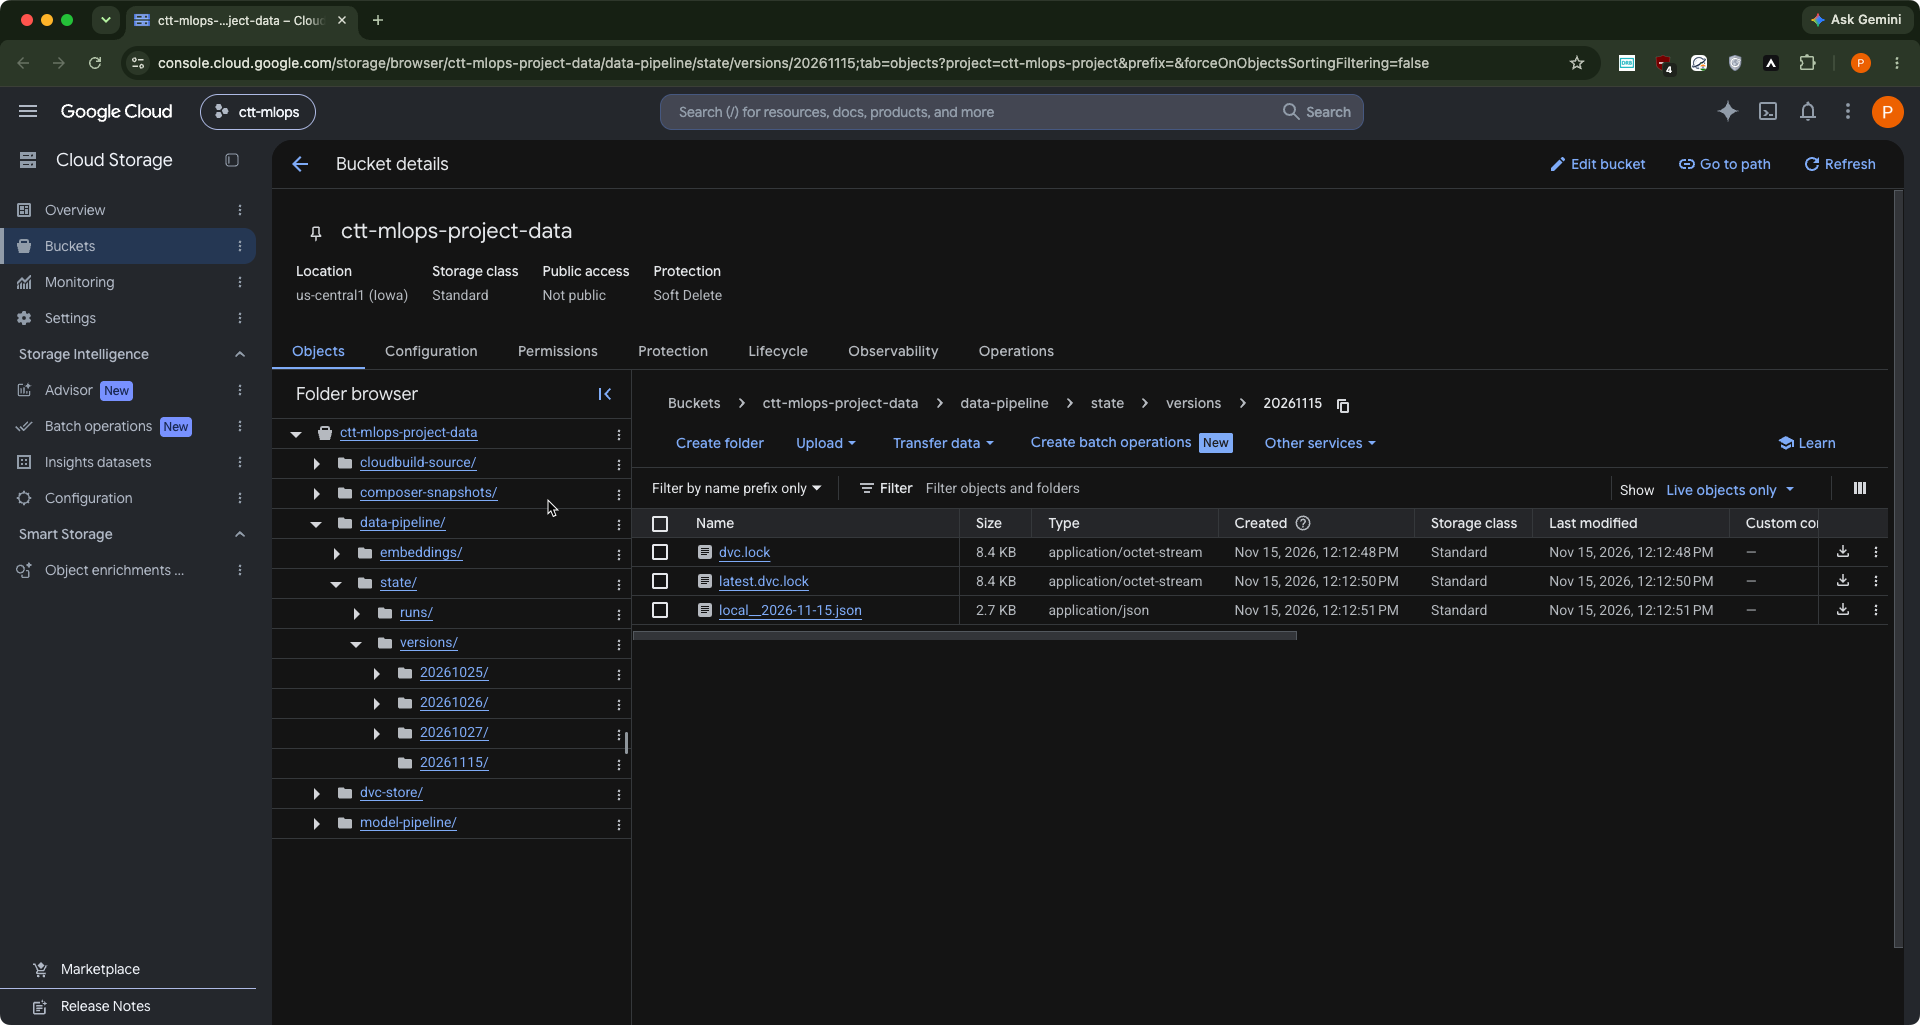 ctt-mlops-...ject-data – Clou
Ask Gemini
console.cloud.google.com/storage/browser/ctt-mlops-project-data/data-pipeline/state/versions/20261115;tab=objects?project=ctt-mlops-project&prefix=&forceOnObjectsSortingFiltering=false
4
P
Google Cloud
ctt-mlops
Search (/) for resources, docs, products, and more
Search
P
Cloud Storage
Overview
Buckets
Monitoring
Settings
Storage Intelligence
Advisor New
Batch operations New
Insights datasets
Configuration
Smart Storage
Object enrichments ...
Marketplace
Release Notes
Bucket details
Edit bucket
Go to path
Refresh
ctt-mlops-project-data
Location Storage class Public access Protection
us-central1 (Iowa) Standard Not public Soft Delete
Objects Configuration Permissions Protection Lifecycle Observability Operations
Folder browser
ctt-mlops-project-data
cloudbuild-source/
composer-snapshots/
data-pipeline/
embeddings/
state/
runs/
versions/
20261025/
20261026/
20261027/
20261115/
dvc-store/
model-pipeline/
Buckets ctt-mlops-project-data data-pipeline state versions 20261115
Create folder Upload Transfer data Create batch operations New Other services Learn
Filter by name prefix only Filter Filter objects and folders Show Live objects only
Name Size Type Created Storage class Last modified Custom co
dvc.lock 8.4 KB application/octet-stream Nov 15, 2026, 12:12:48 PM Standard Nov 15, 2026, 12:12:48 PM —
latest.dvc.lock 8.4 KB application/octet-stream Nov 15, 2026, 12:12:50 PM Standard Nov 15, 2026, 12:12:50 PM —
local__2026-11-15.json 2.7 KB application/json Nov 15, 2026, 12:12:51 PM Standard Nov 15, 2026, 12:12:51 PM —